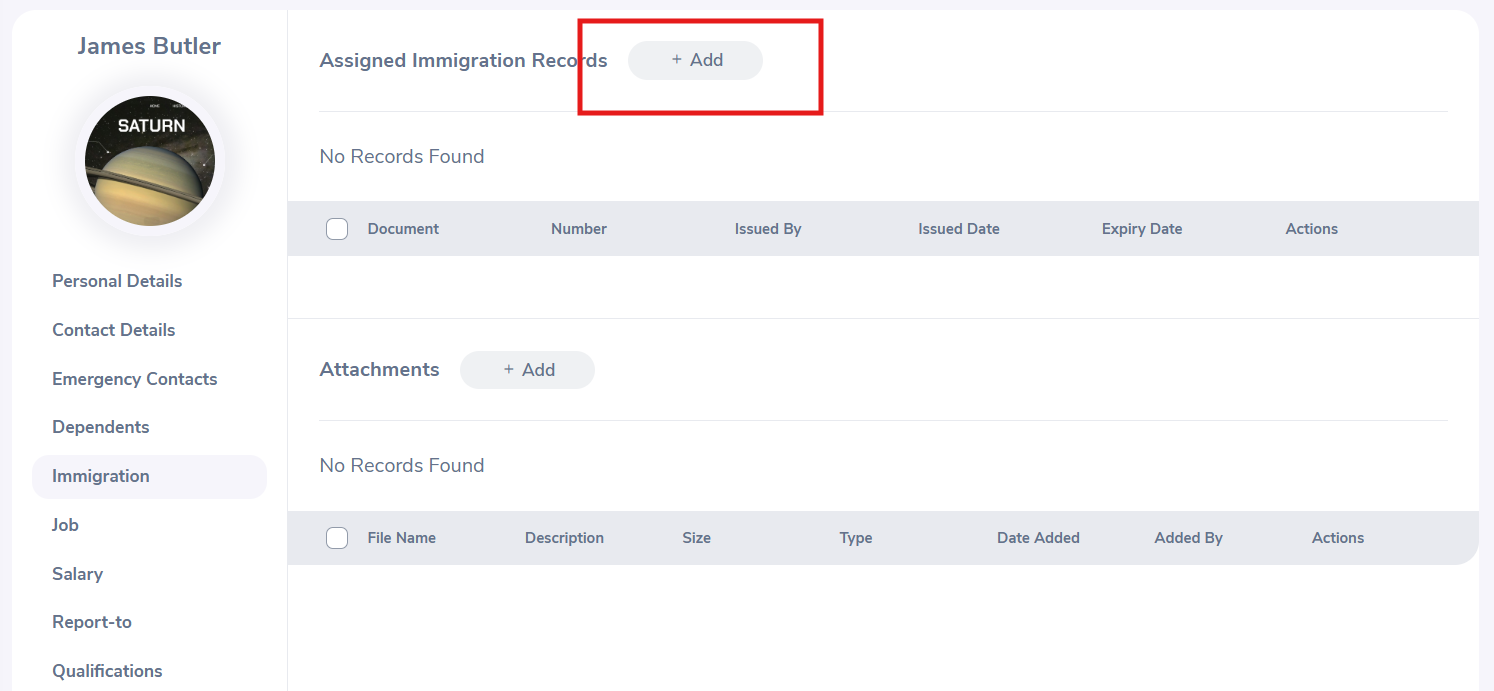 James Butler
SATURN
Personal Details
Contact Details
Emergency Contacts
Dependents
Immigration
Job
Salary
Report-to
Qualifications
Assigned Immigration Records + Add
No Records Found
Document Number Issued By Issued Date Expiry Date Actions
Attachments + Add
No Records Found
File Name Description Size Type Date Added Added By Actions